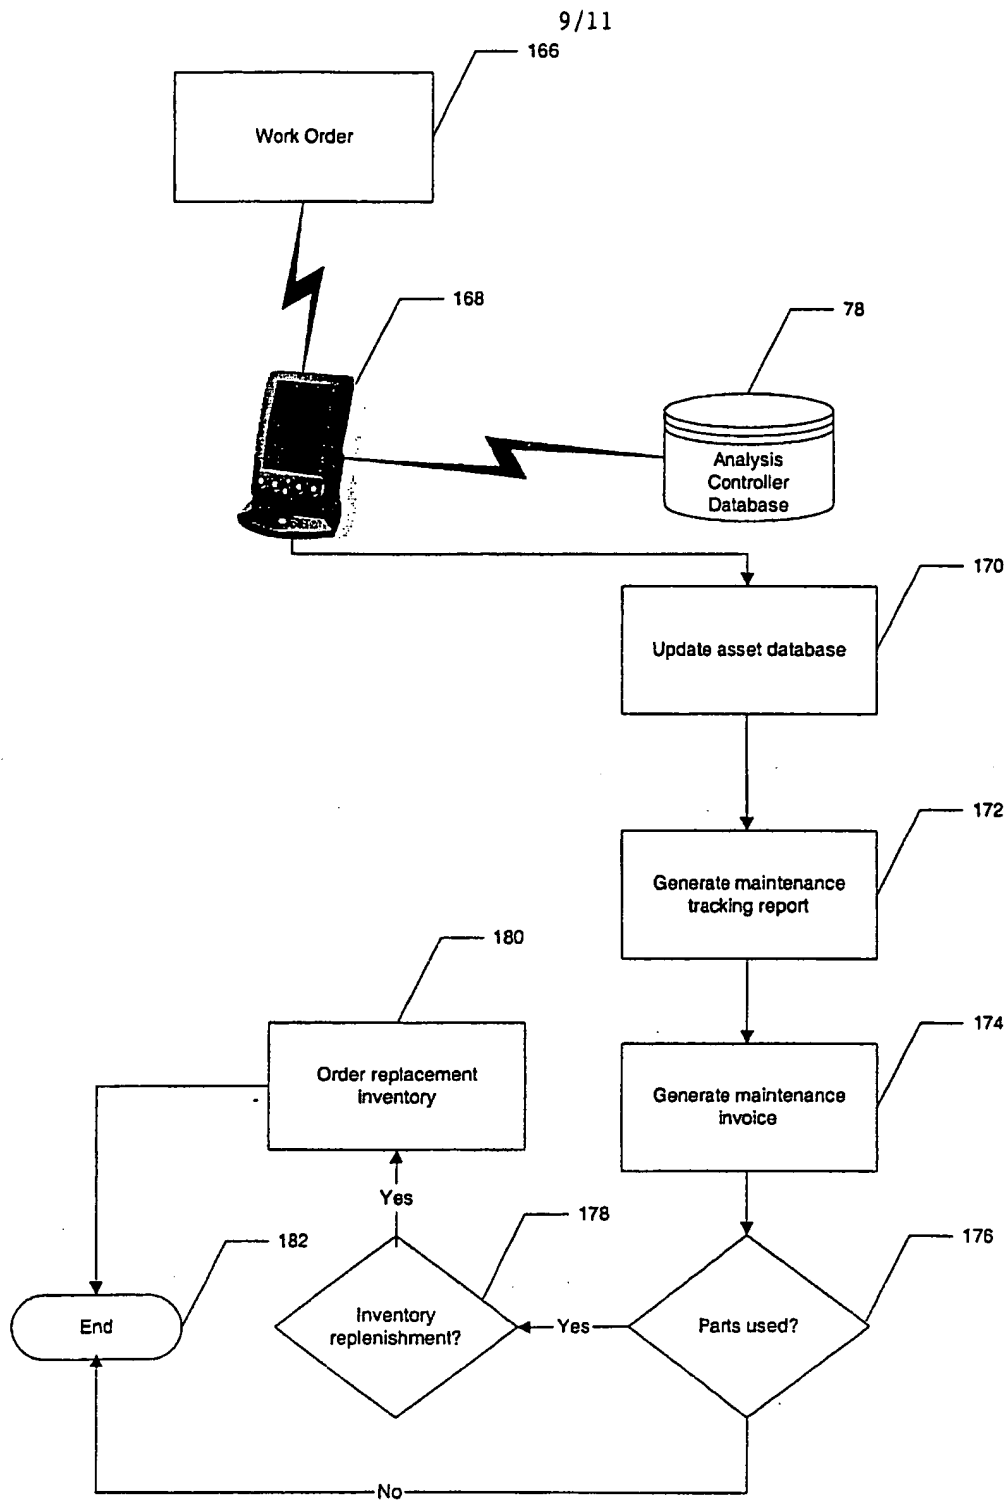 9/11
166
Work Order
168
78
Analysis
Controller
Database
170
Update asset database
172
Generate maintenance
tracking report
180
174
Order replacement
inventory
Generate maintenance
invoice
Yes
178
176
182
End
Inventory
replenishment?
Yes
Parts used?
No